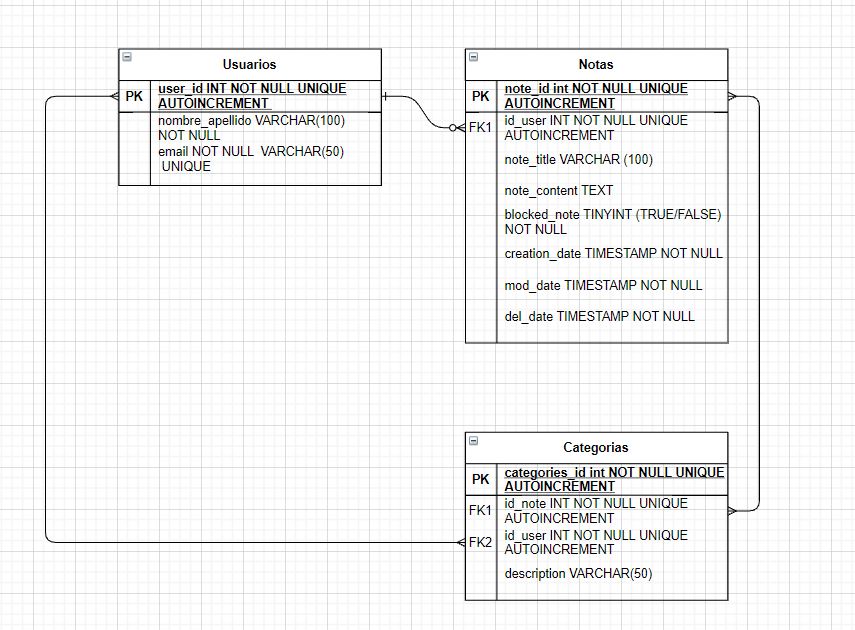 Usuarios
PK
user_id INT NOT NULL UNIQUE
AUTOINCREMENT
nombre_apellido VARCHAR(100)
NOT NULL
email NOT NULL  VARCHAR(50)
UNIQUE
Notas
PK
note_id int NOT NULL UNIQUE
AUTOINCREMENT
FK1
id_user INT NOT NULL UNIQUE
AUTOINCREMENT
note_title VARCHAR (100)
note_content TEXT
blocked_note TINYINT (TRUE/FALSE)
NOT NULL
creation_date TIMESTAMP NOT NULL
mod_date TIMESTAMP NOT NULL
del_date TIMESTAMP NOT NULL
Categorias
PK
categories_id int NOT NULL UNIQUE
AUTOINCREMENT
FK1
id_note INT NOT NULL UNIQUE
AUTOINCREMENT
FK2
id_user INT NOT NULL UNIQUE
AUTOINCREMENT
description VARCHAR(50)